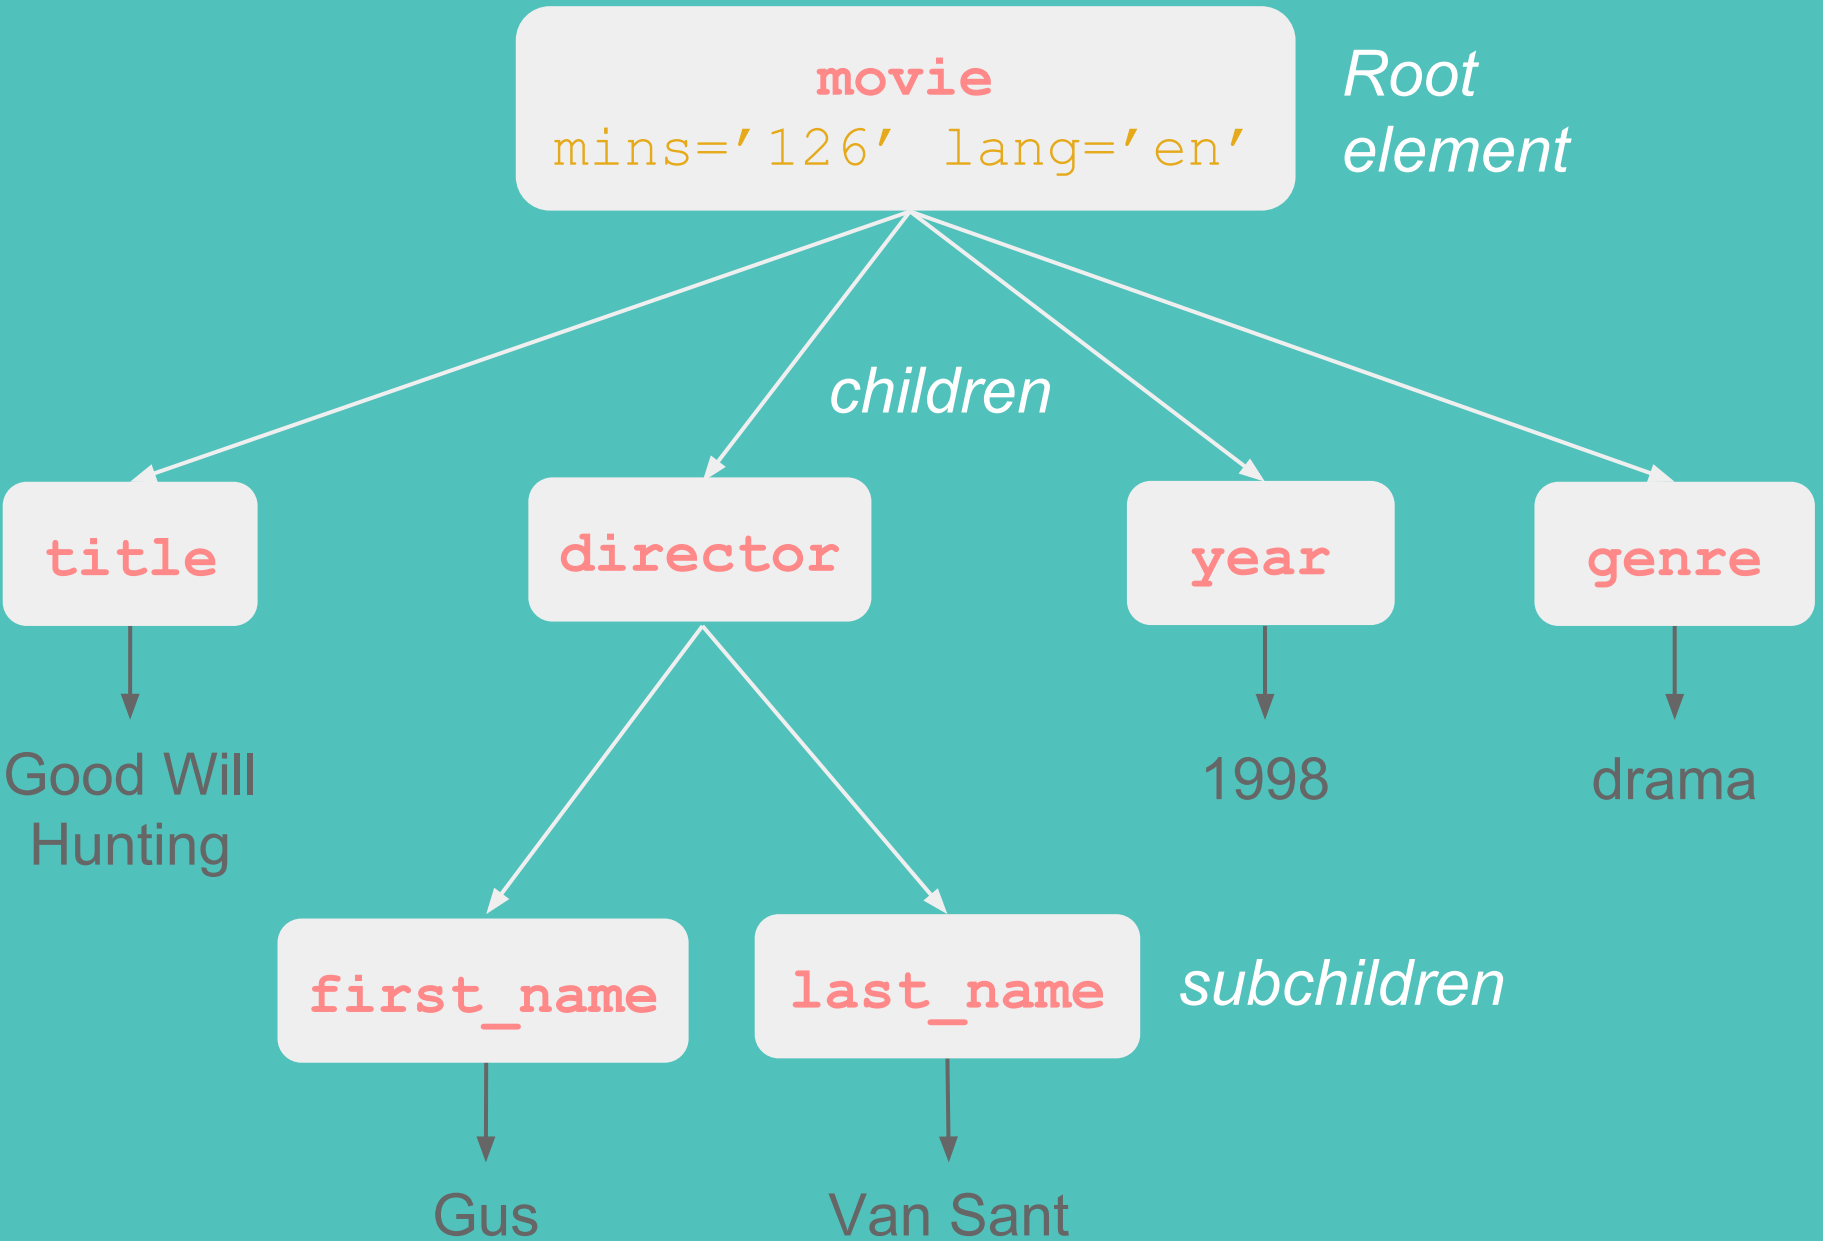 movie
mins=’126’ lang=’en’
Root
element
children
title
director
year
genre
Good Will
Hunting
1998
drama
first_name
last_name
subchildren
Gus
Van Sant